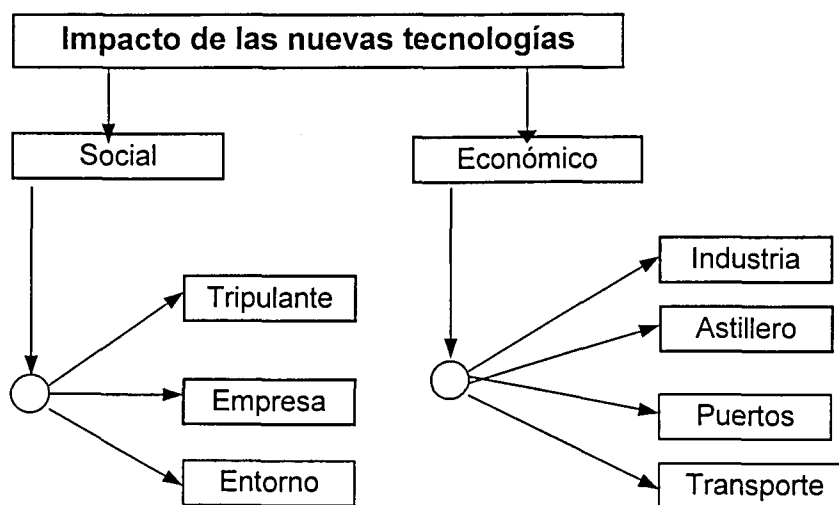 Impacto de las nuevas tecnologías
Social
Económico
Tripulante
Empresa
Entorno
Industria
Astillero
Puertos
Transporte